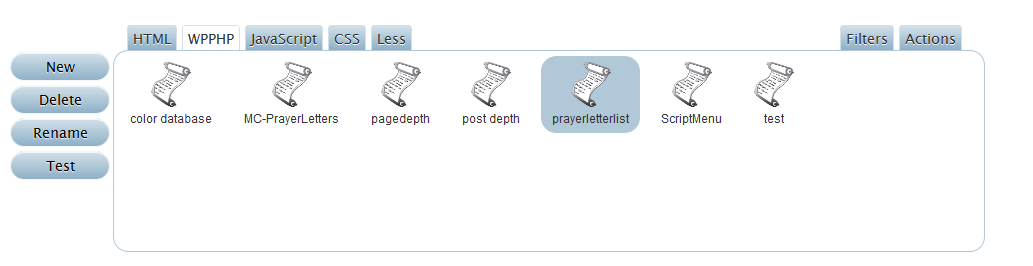 HTML WPPHP JavaScript CSS Less Filters Actions
New
Delete
Rename
Test
color database MC-PrayerLetters pagedepth post depth prayerletterlist ScriptMenu test